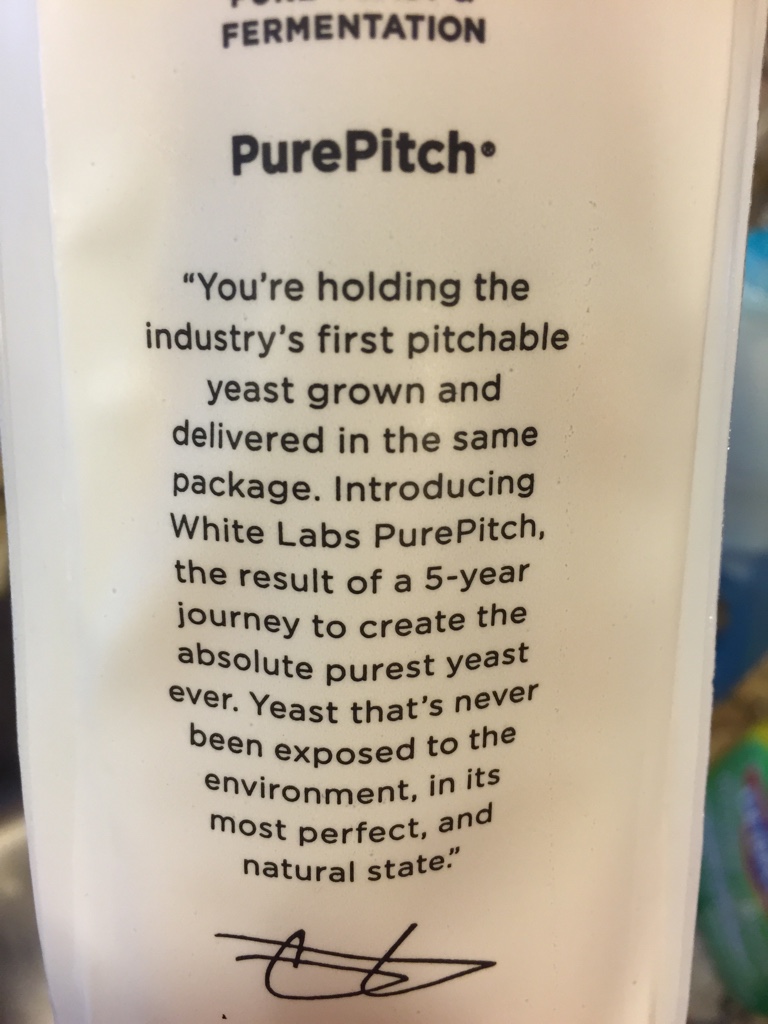 FERMENTATION
PurePitch®
“You’re holding the
industry’s first pitchable
yeast grown and
delivered in the same
package. Introducing
White Labs PurePitch,
the result of a 5-year
journey to create the
absolute purest yeast
ever. Yeast that’s never
been exposed to the
environment, in its
most perfect, and
natural state.”